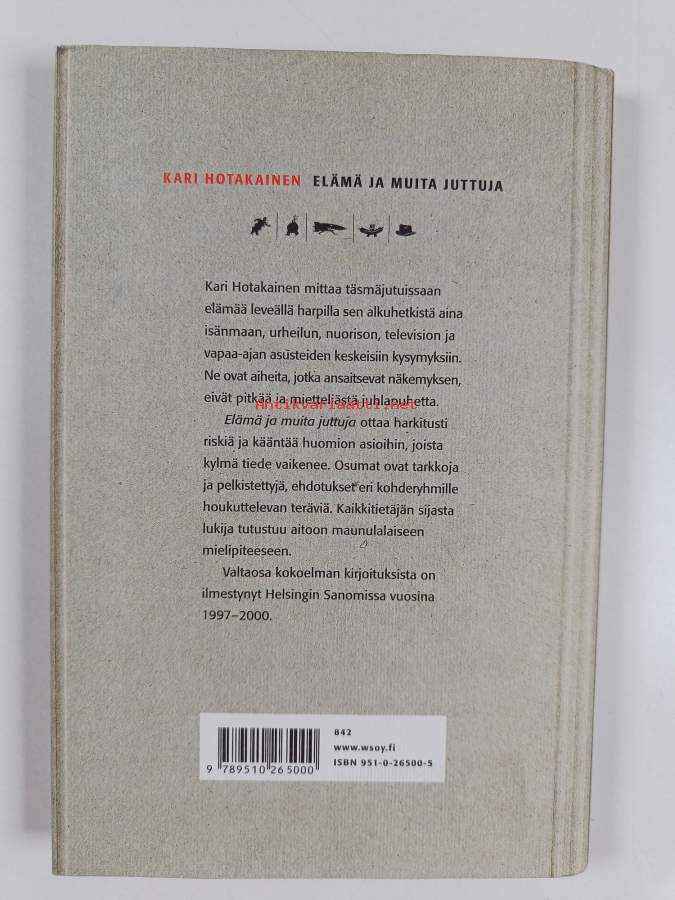 KARI HOTAKAINEN ELÄMÄ JA MUITA JUTTUJA
Kari Hotakainen mittaa täsmäjutuissaan
elämää leveällä harpilla sen alkuhetkistä aina
isänmaan, urheilun, nuorison, television ja
vapaa-ajan asusteiden keskeisiin kysymyksiin.
Ne ovat aiheita, jotka ansaitsevat näkemyksen,
eivät pitkää ja mietteliästä juhlapuhetta.
Antikvariaatti.net
Elämä ja muita juttuja ottaa harkitusti
riskiä ja kääntää huomion asioihin, joista
kylmä tiede vaikenee. Osumat ovat tarkkoja
ja pelkistettyjä, ehdotukset eri kohderyhmille
houkuttelevan teräviä. Kaikkitietäjän sijasta
lukija tutustuu aitoon maunulalaiseen
mielipiteeseen.
Valtaosa kokoelman kirjoituksista on
ilmestynyt Helsingin Sanomissa vuosina
1997–2000.
842
www.wsoy.fi
ISBN 951-0-26500-5
9 789510 265000